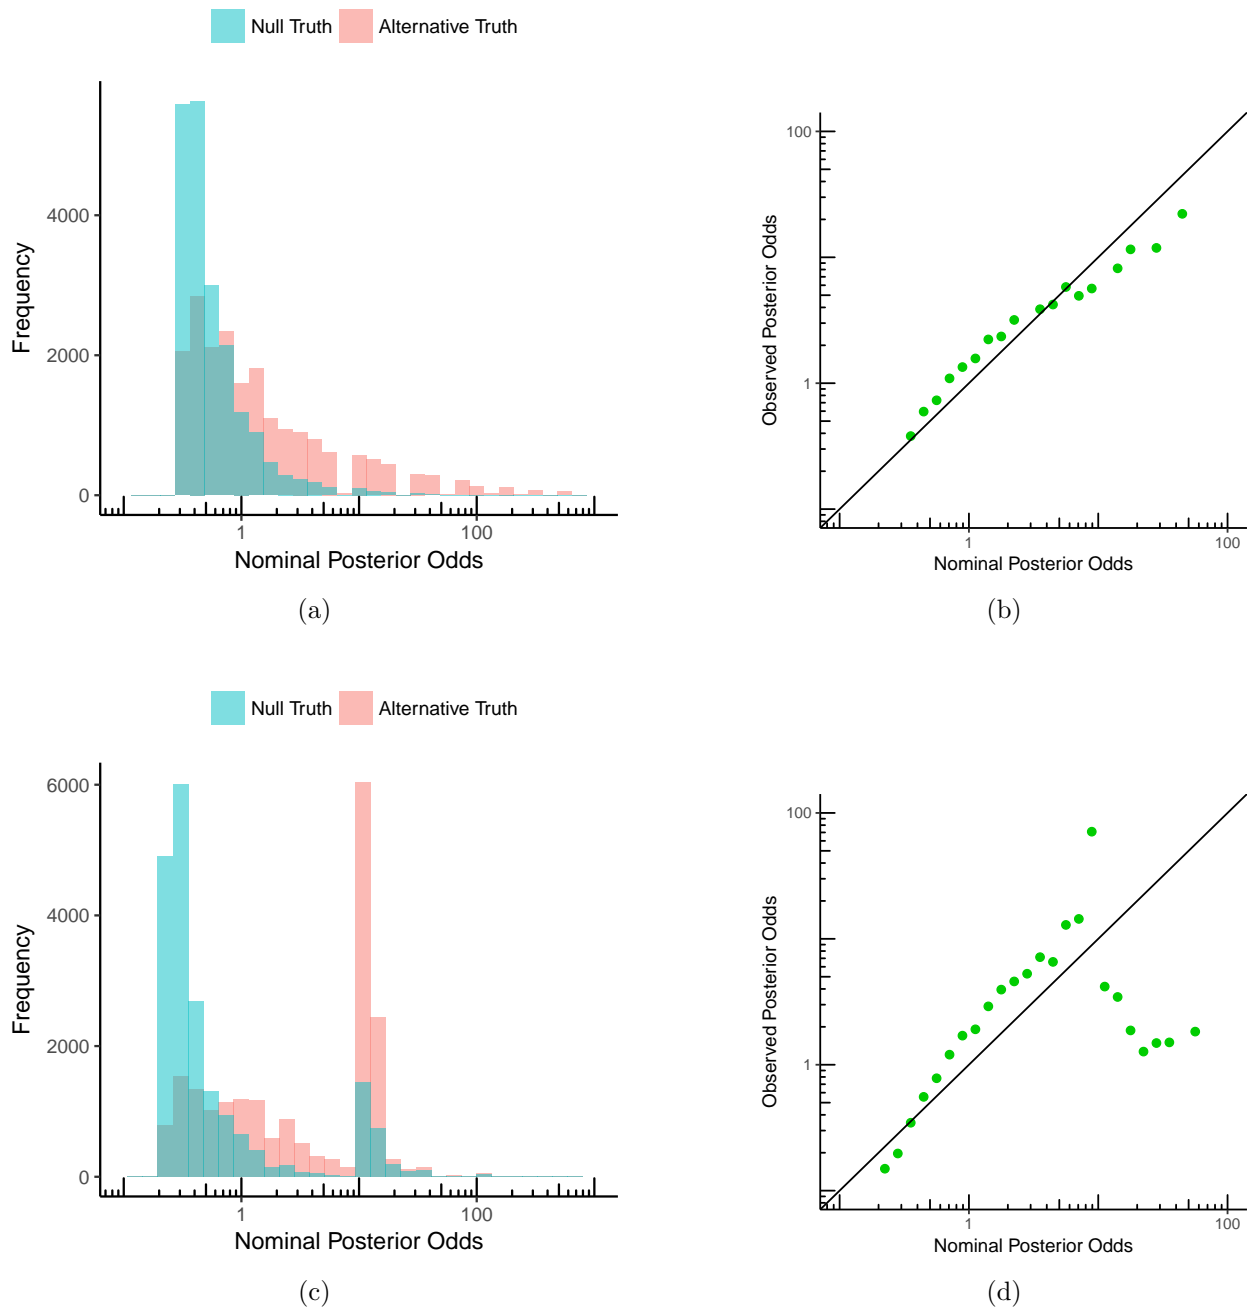 Null Truth Alternative Truth
Frequency
4000
2000
0
1 100
Nominal Posterior Odds
(a)
Observed Posterior Odds
100
1
1 100
Nominal Posterior Odds
(b)
Null Truth Alternative Truth
Frequency
6000
4000
2000
0
1 100
Nominal Posterior Odds
(c)
Observed Posterior Odds
100
1
1 100
Nominal Posterior Odds
(d)